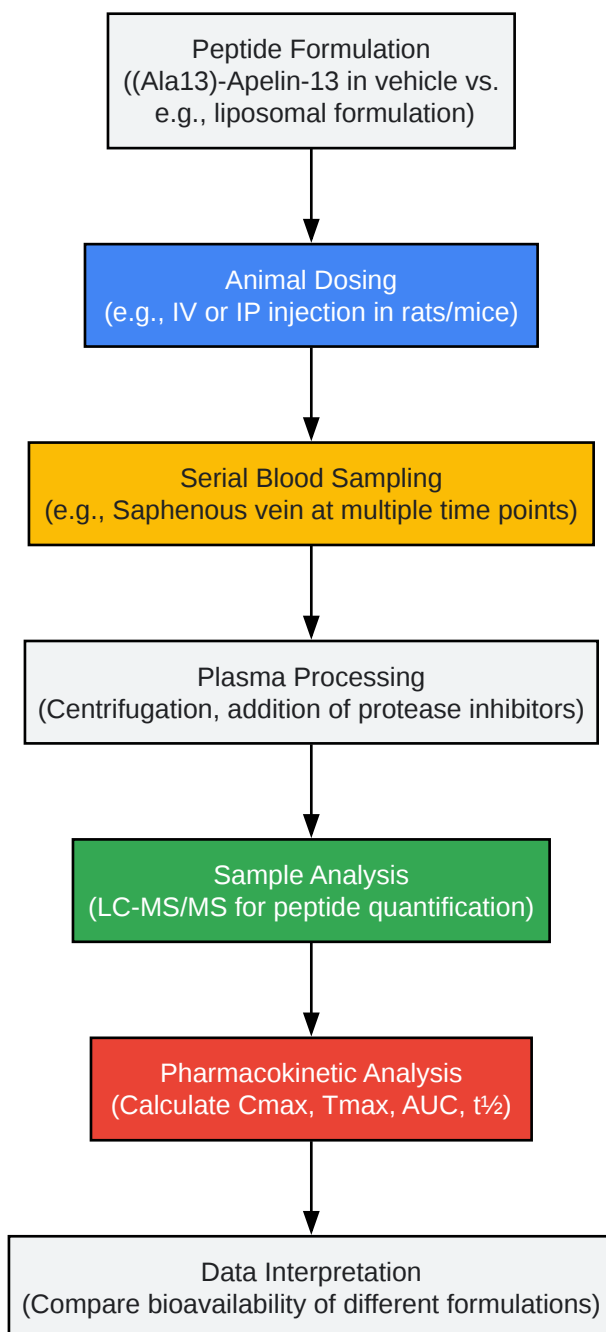 Peptide Formulation
((Ala13)-Apelin-13 in vehicle vs.
e.g., liposomal formulation)
Animal Dosing
(e.g., IV or IP injection in rats/mice)
Serial Blood Sampling
(e.g., Saphenous vein at multiple time points)
Plasma Processing
(Centrifugation, addition of protease inhibitors)
Sample Analysis
(LC-MS/MS for peptide quantification)
Pharmacokinetic Analysis
(Calculate Cmax, Tmax, AUC, t½)
Data Interpretation
(Compare bioavailability of different formulations)